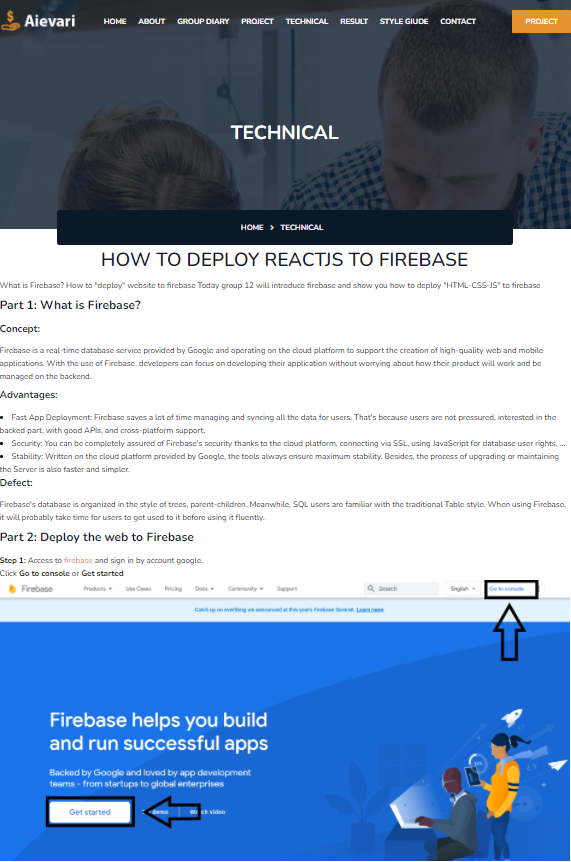 Aievari
HOME ABOUT GROUP DIARY PROJECT TECHNICAL RESULT STYLE GIUDE CONTACT
PROJECT
TECHNICAL
HOME > TECHNICAL
HOW TO DEPLOY REACTJS TO FIREBASE
What is Firebase? How to "deploy" website to firebase Today group 12 will introduce firebase and show you how to deploy "HTML-CSS-JS" to firebase
Part 1: What is Firebase?
Concept:
Firebase is a real-time database service provided by Google and operating on the cloud platform to support the creation of high-quality web and mobile
applications. With the use of Firebase, developers can focus on developing their application without worrying about how their product will work and be
managed on the backend.
Advantages:
• Fast App Deployment: Firebase saves a lot of time managing and syncing all the data for users. That's because users are not pressured, interested in the
backed part, with good APIs, and cross-platform support.
• Security: You can be completely assured of Firebase's security thanks to the cloud platform, connecting via SSL, using JavaScript for database user rights, ...
• Stability: Written on the cloud platform provided by Google, the tools always ensure maximum stability. Besides, the process of upgrading or maintaining
the Server is also faster and simpler.
Defect:
Firebase's database is organized in the style of trees, parent-children. Meanwhile, SQL users are familiar with the traditional Table style. When using Firebase,
it will probably take time for users to get used to it before using it fluently.
Part 2: Deploy the web to Firebase
Step 1: Access to firebase and sign in by account google.
Click Go to console or Get started
Firebase Products Use Cases Pricing Docs Community Support Search English Go to console
Catch up on everthing we announced at this year's Firebase Summit. Learn more
Firebase helps you build
and run successful apps
Backed by Google and loved by app development
teams - from startups to global enterprises
Get started demo video